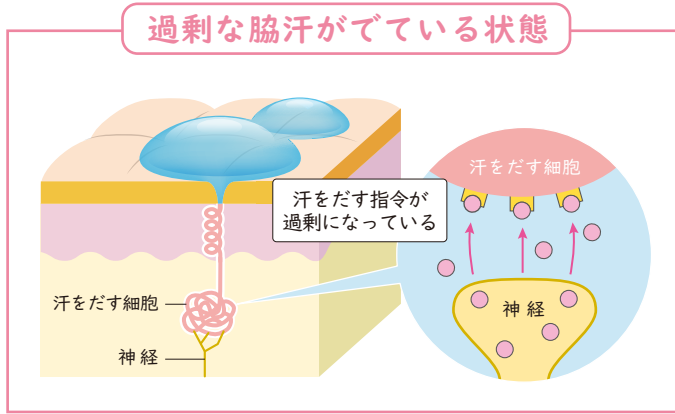 過剰な脇汗がでている状態
汗をだす指令が
過剰になっている
汗をだす細胞
神経
汗をだす細胞
神経